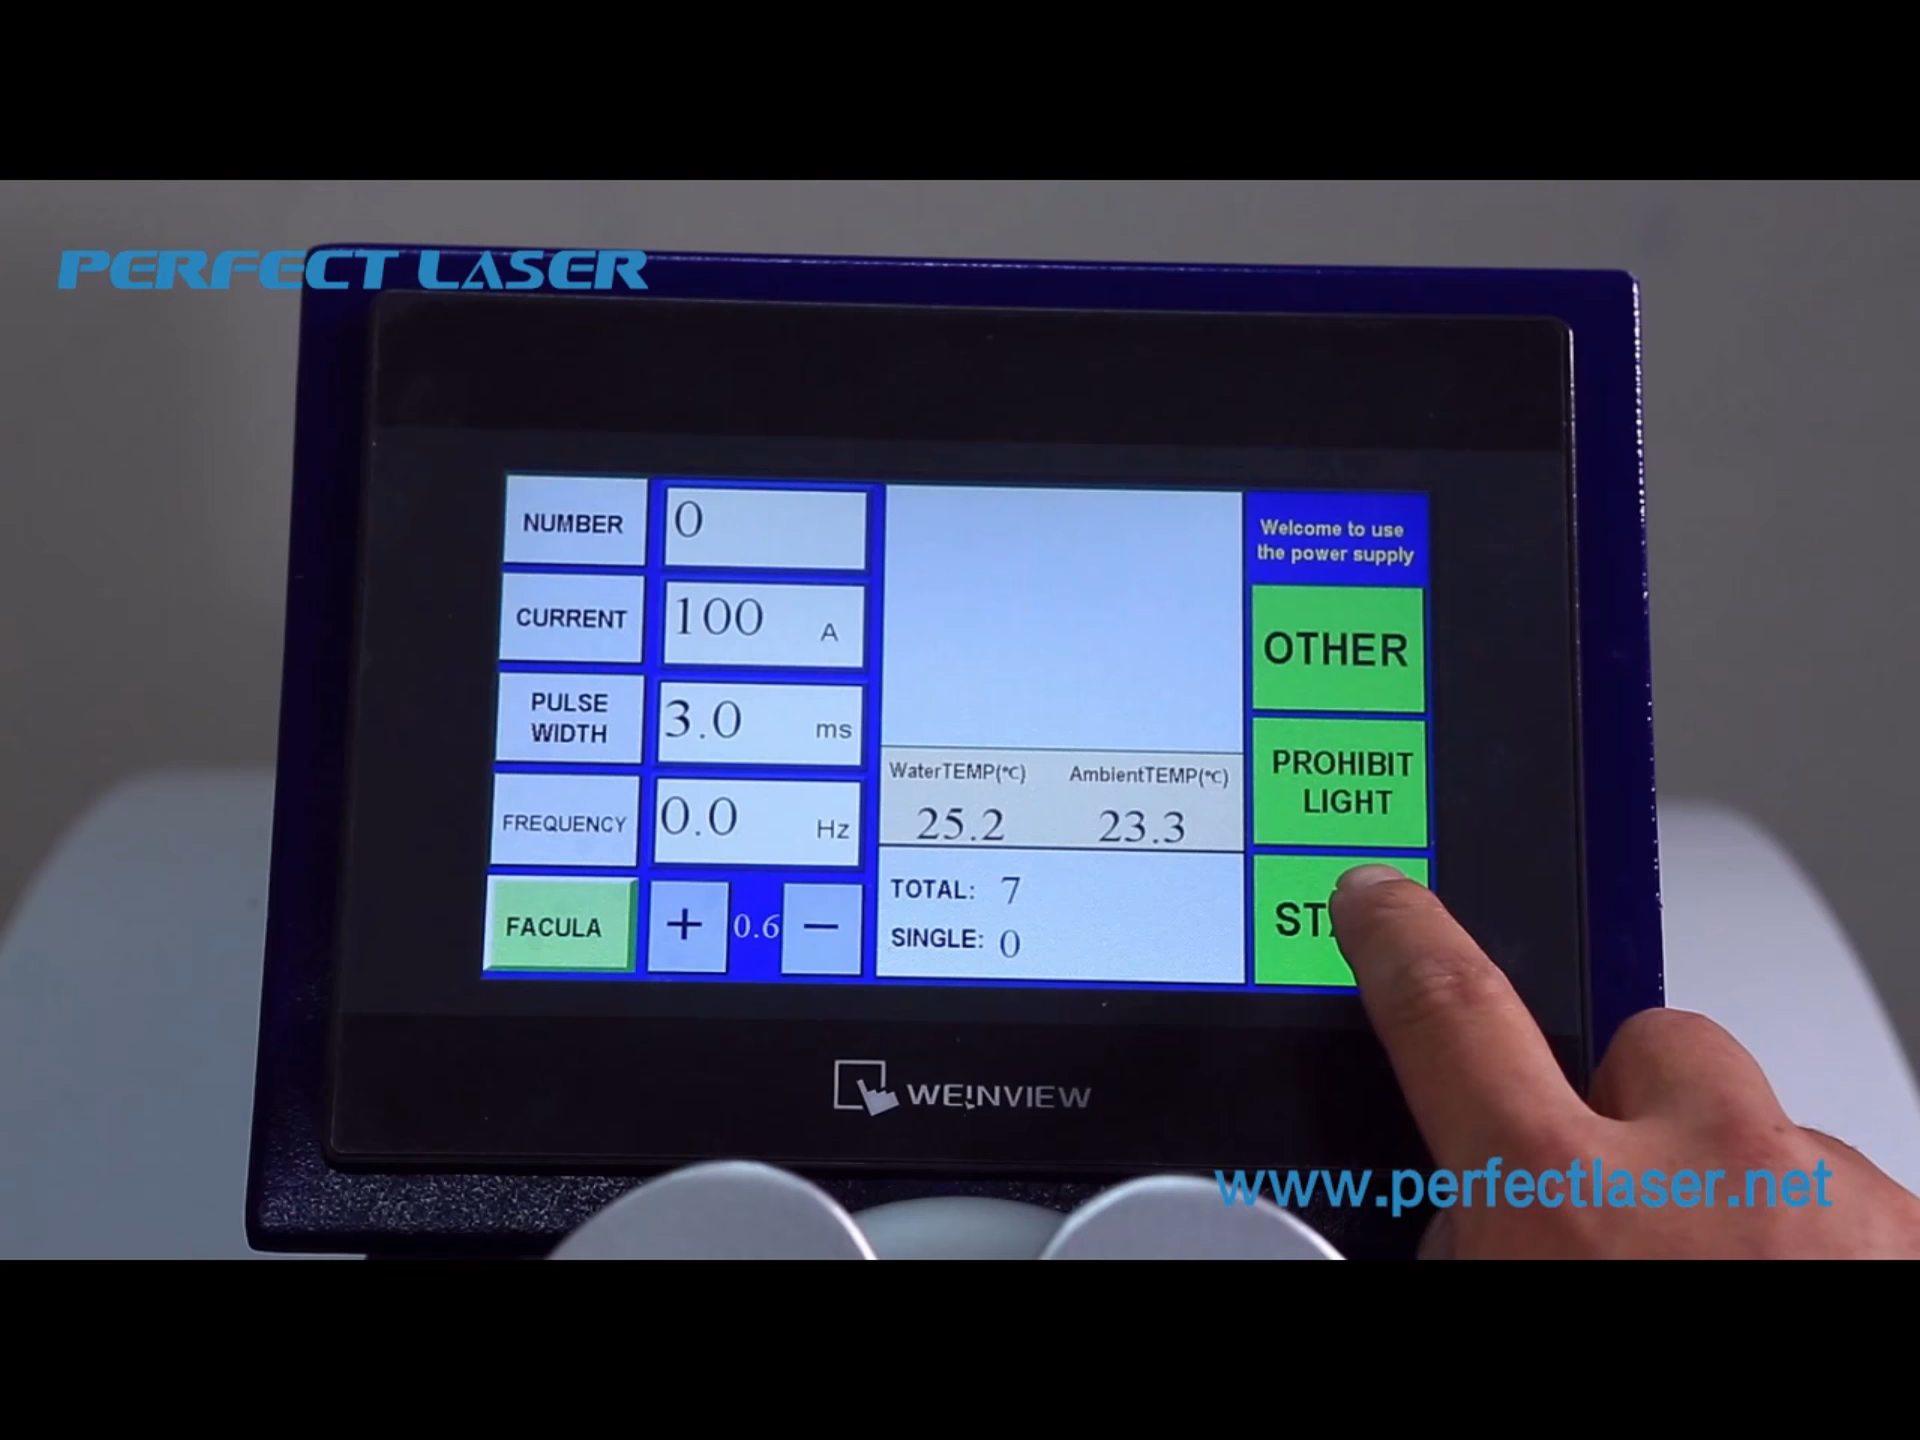 PERFECT LASER
NUMBER
0
CURRENT
100
A
PULSE
WIDTH
3.0
ms
FREQUENCY
0.0
Hz
FACULA
+
0.6
−
WaterTEMP(℃)
AmbientTEMP(℃)
25.2
23.3
TOTAL: 7
SINGLE: 0
Welcome to use
the power supply
OTHER
PROHIBIT
LIGHT
WEINVIEW
www.perfectlaser.net